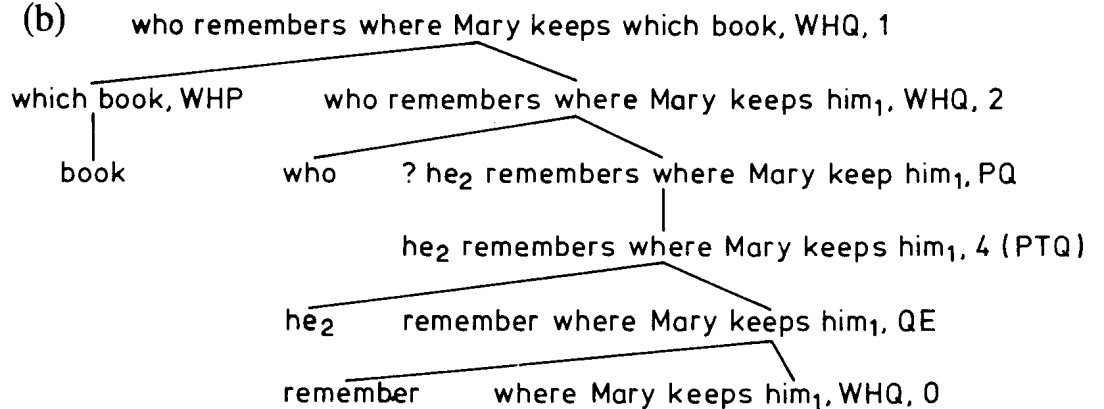 (b) who remembers where Mary keeps which book, WHQ, 1
which book, WHP who remembers where Mary keeps him₁, WHQ, 2
book who ? he₂ remembers where Mary keep him₁, PQ
he₂ remembers where Mary keeps him₁, 4 (PTQ)
he₂ remember where Mary keeps him₁, QE
remember where Mary keeps him₁, WHQ, 0